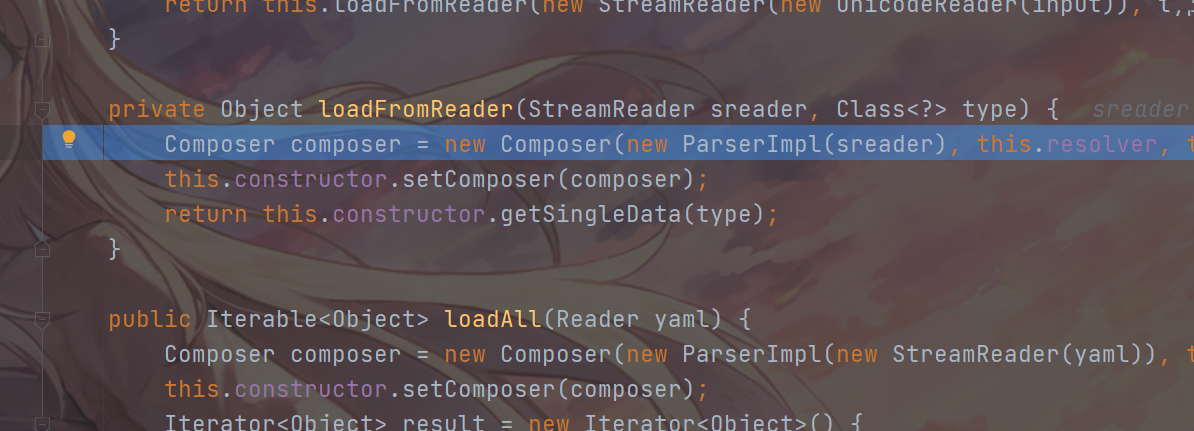 return this.loadFromReader(new StreamReader(new UnicodeReader(input)), t,
}
private Object loadFromReader(StreamReader sreader, Class<?> type) { sreader
Composer composer = new Composer(new ParserImpl(sreader), this.resolver, t
this.constructor.setComposer(composer);
return this.constructor.getSingleData(type);
}
public Iterable<Object> loadAll(Reader yaml) {
Composer composer = new Composer(new ParserImpl(new StreamReader(yaml)), t
this.constructor.setComposer(composer);
Iterator<Object> result = new Iterator<Object>() {